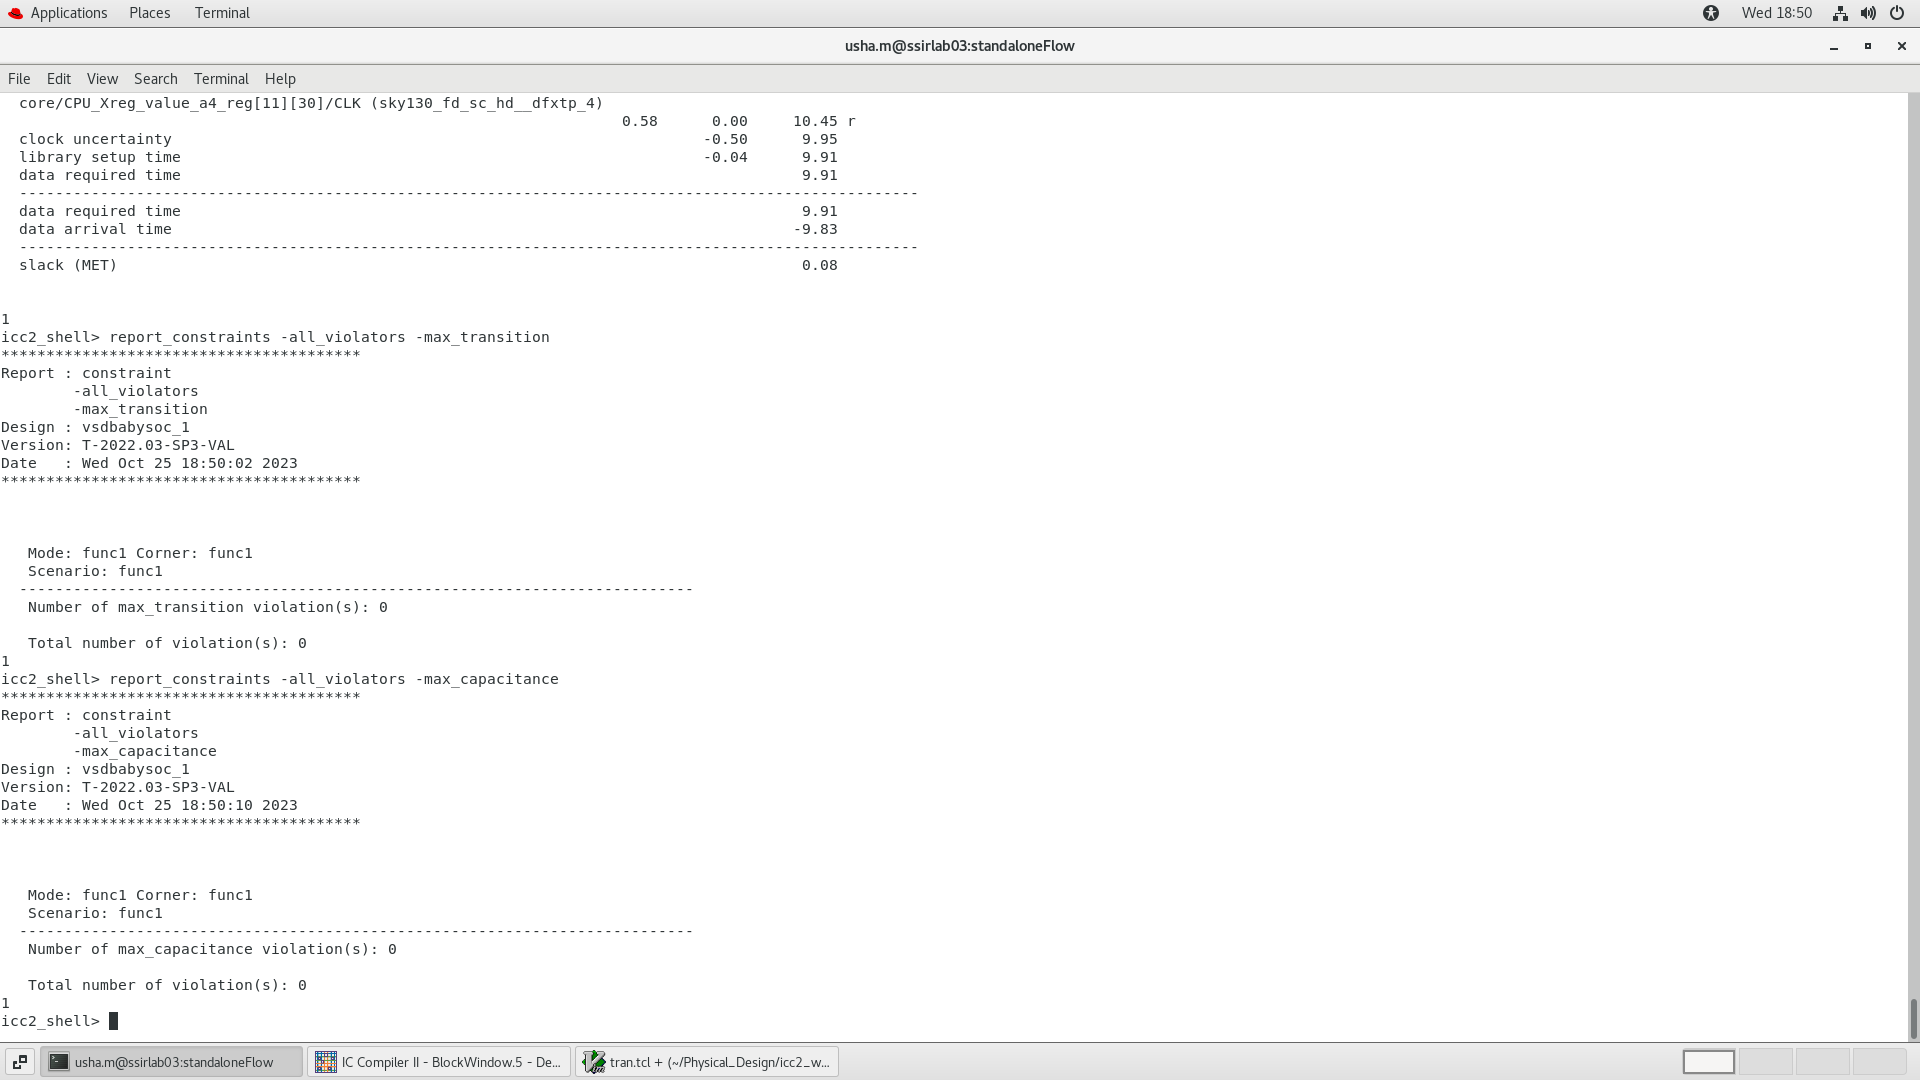 Applications Places Terminal Wed 18:50
usha.m@ssirlab03:standaloneFlow
File Edit View Search Terminal Help
  core/CPU_Xreg_value_a4_reg[11][30]/CLK (sky130_fd_sc_hd__dfxtp_4)
                                                                     0.58      0.00     10.45 r
  clock uncertainty                                                           -0.50      9.95
  library setup time                                                          -0.04      9.91
  data required time                                                                     9.91
  ----------------------------------------------------------------------------------------------------
  data required time                                                                     9.91
  data arrival time                                                                     -9.83
  ----------------------------------------------------------------------------------------------------
  slack (MET)                                                                            0.08
1
icc2_shell> report_constraints -all_violators -max_transition
****************************************
Report : constraint
        -all_violators
        -max_transition
Design : vsdbabysoc_1
Version: T-2022.03-SP3-VAL
Date   : Wed Oct 25 18:50:02 2023
****************************************
   Mode: func1 Corner: func1
   Scenario: func1
  ---------------------------------------------------------------------------
   Number of max_transition violation(s): 0
   Total number of violation(s): 0
1
icc2_shell> report_constraints -all_violators -max_capacitance
****************************************
Report : constraint
        -all_violators
        -max_capacitance
Design : vsdbabysoc_1
Version: T-2022.03-SP3-VAL
Date   : Wed Oct 25 18:50:10 2023
****************************************
   Mode: func1 Corner: func1
   Scenario: func1
  ---------------------------------------------------------------------------
   Number of max_capacitance violation(s): 0
   Total number of violation(s): 0
1
icc2_shell>
usha.m@ssirlab03:standaloneFlow IC Compiler II - BlockWindow.5 - De... tran.tcl + (~/Physical_Design/icc2_w...